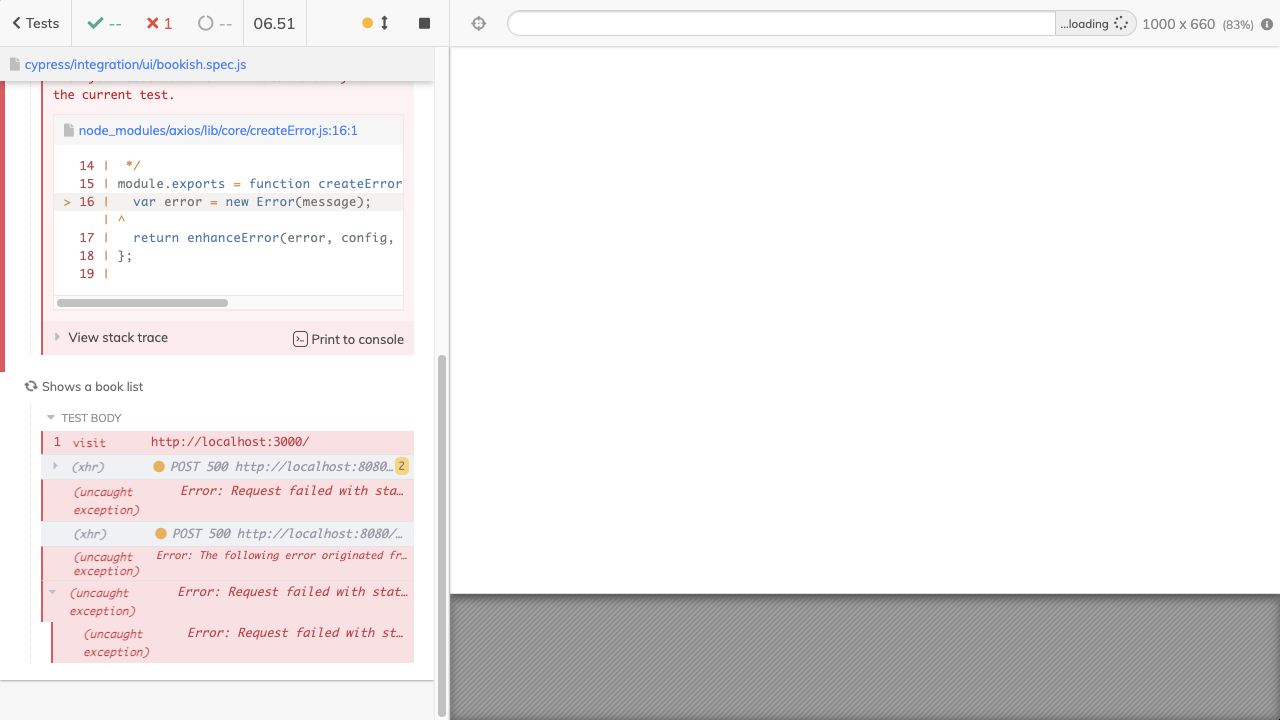 Tests
--
1
--
06.51
...loading
1000 x 660 (83%)
cypress/integration/ui/bookish.spec.js
the current test.
node_modules/axios/lib/core/createError.js:16:1
14 | */
15 | module.exports = function createError
> 16 | var error = new Error(message);
| ^
17 | return enhanceError(error, config,
18 | };
19 |
View stack trace
Print to console
Shows a book list
TEST BODY
1 visit http://localhost:3000/
(xhr) POST 500 http://localhost:8080... 2
(uncaught exception) Error: Request failed with sta...
(xhr) POST 500 http://localhost:8080/...
(uncaught exception) Error: The following error originated fr...
(uncaught exception) Error: Request failed with stat...
(uncaught exception) Error: Request failed with st...